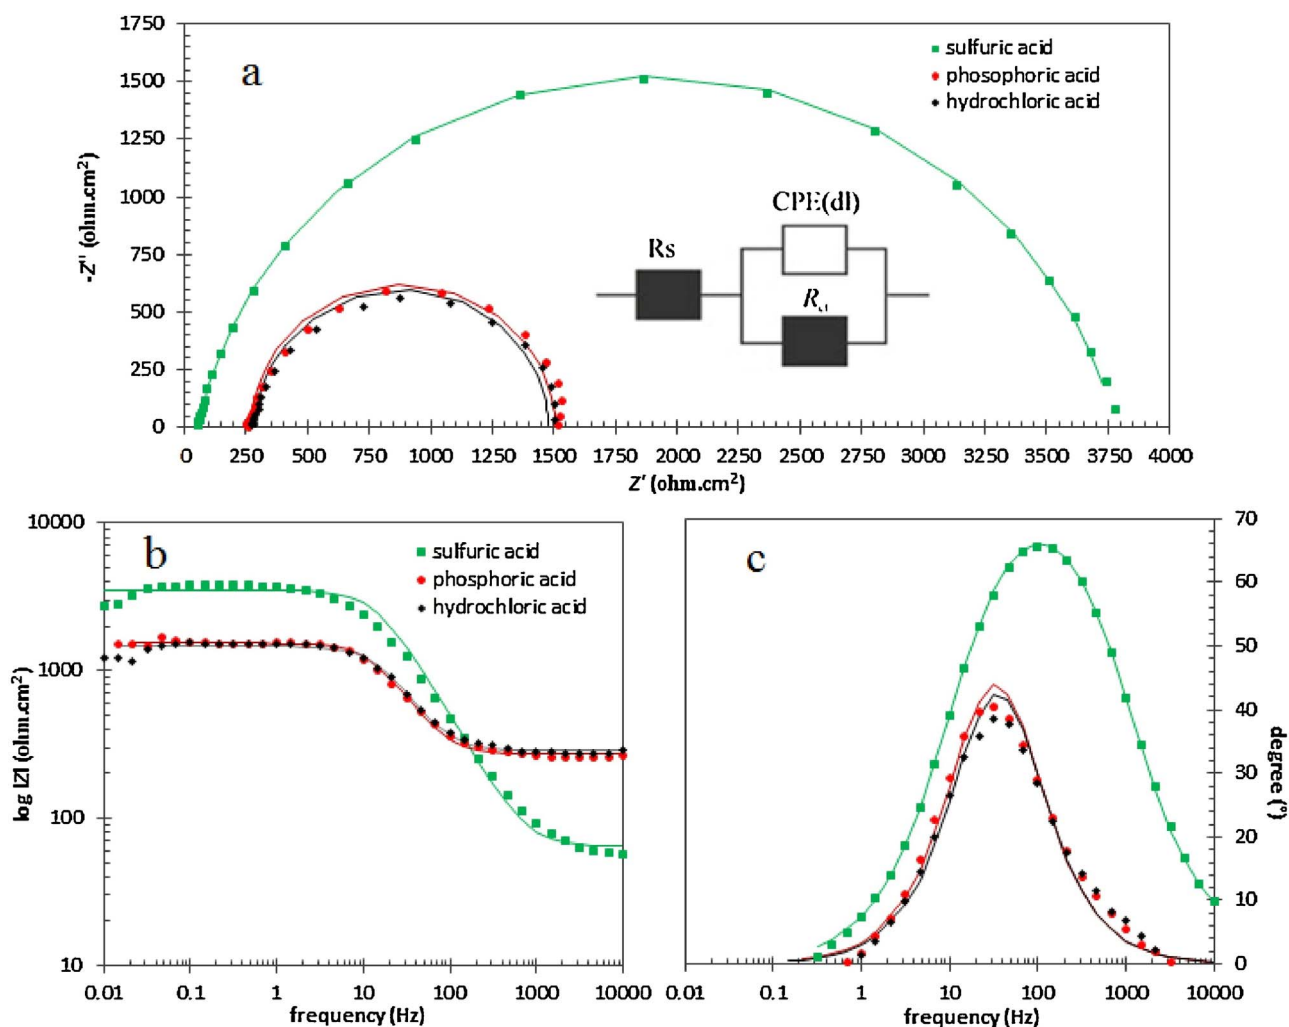 a
1750
1500
1250
1000
750
500
250
0
-Z" (ohm.cm²)
sulfuric acid
phosophoric acid
hydrochloric acid
CPE(dl)
Rs
0 250 500 750 1000 1250 1500 1750 2000 2250 2500 2750 3000 3250 3500 3750 4000
Z' (ohm.cm²)
b
10000
1000
100
10
log |Z| (ohm.cm²)
sulfuric acid
phosphoric acid
hydrochloric acid
0.01 0.1 1 10 100 1000 10000
frequency (Hz)
c
70
60
50
40
30
20
10
0
degree (°)
0.01 0.1 1 10 100 1000 10000
frequency (Hz)